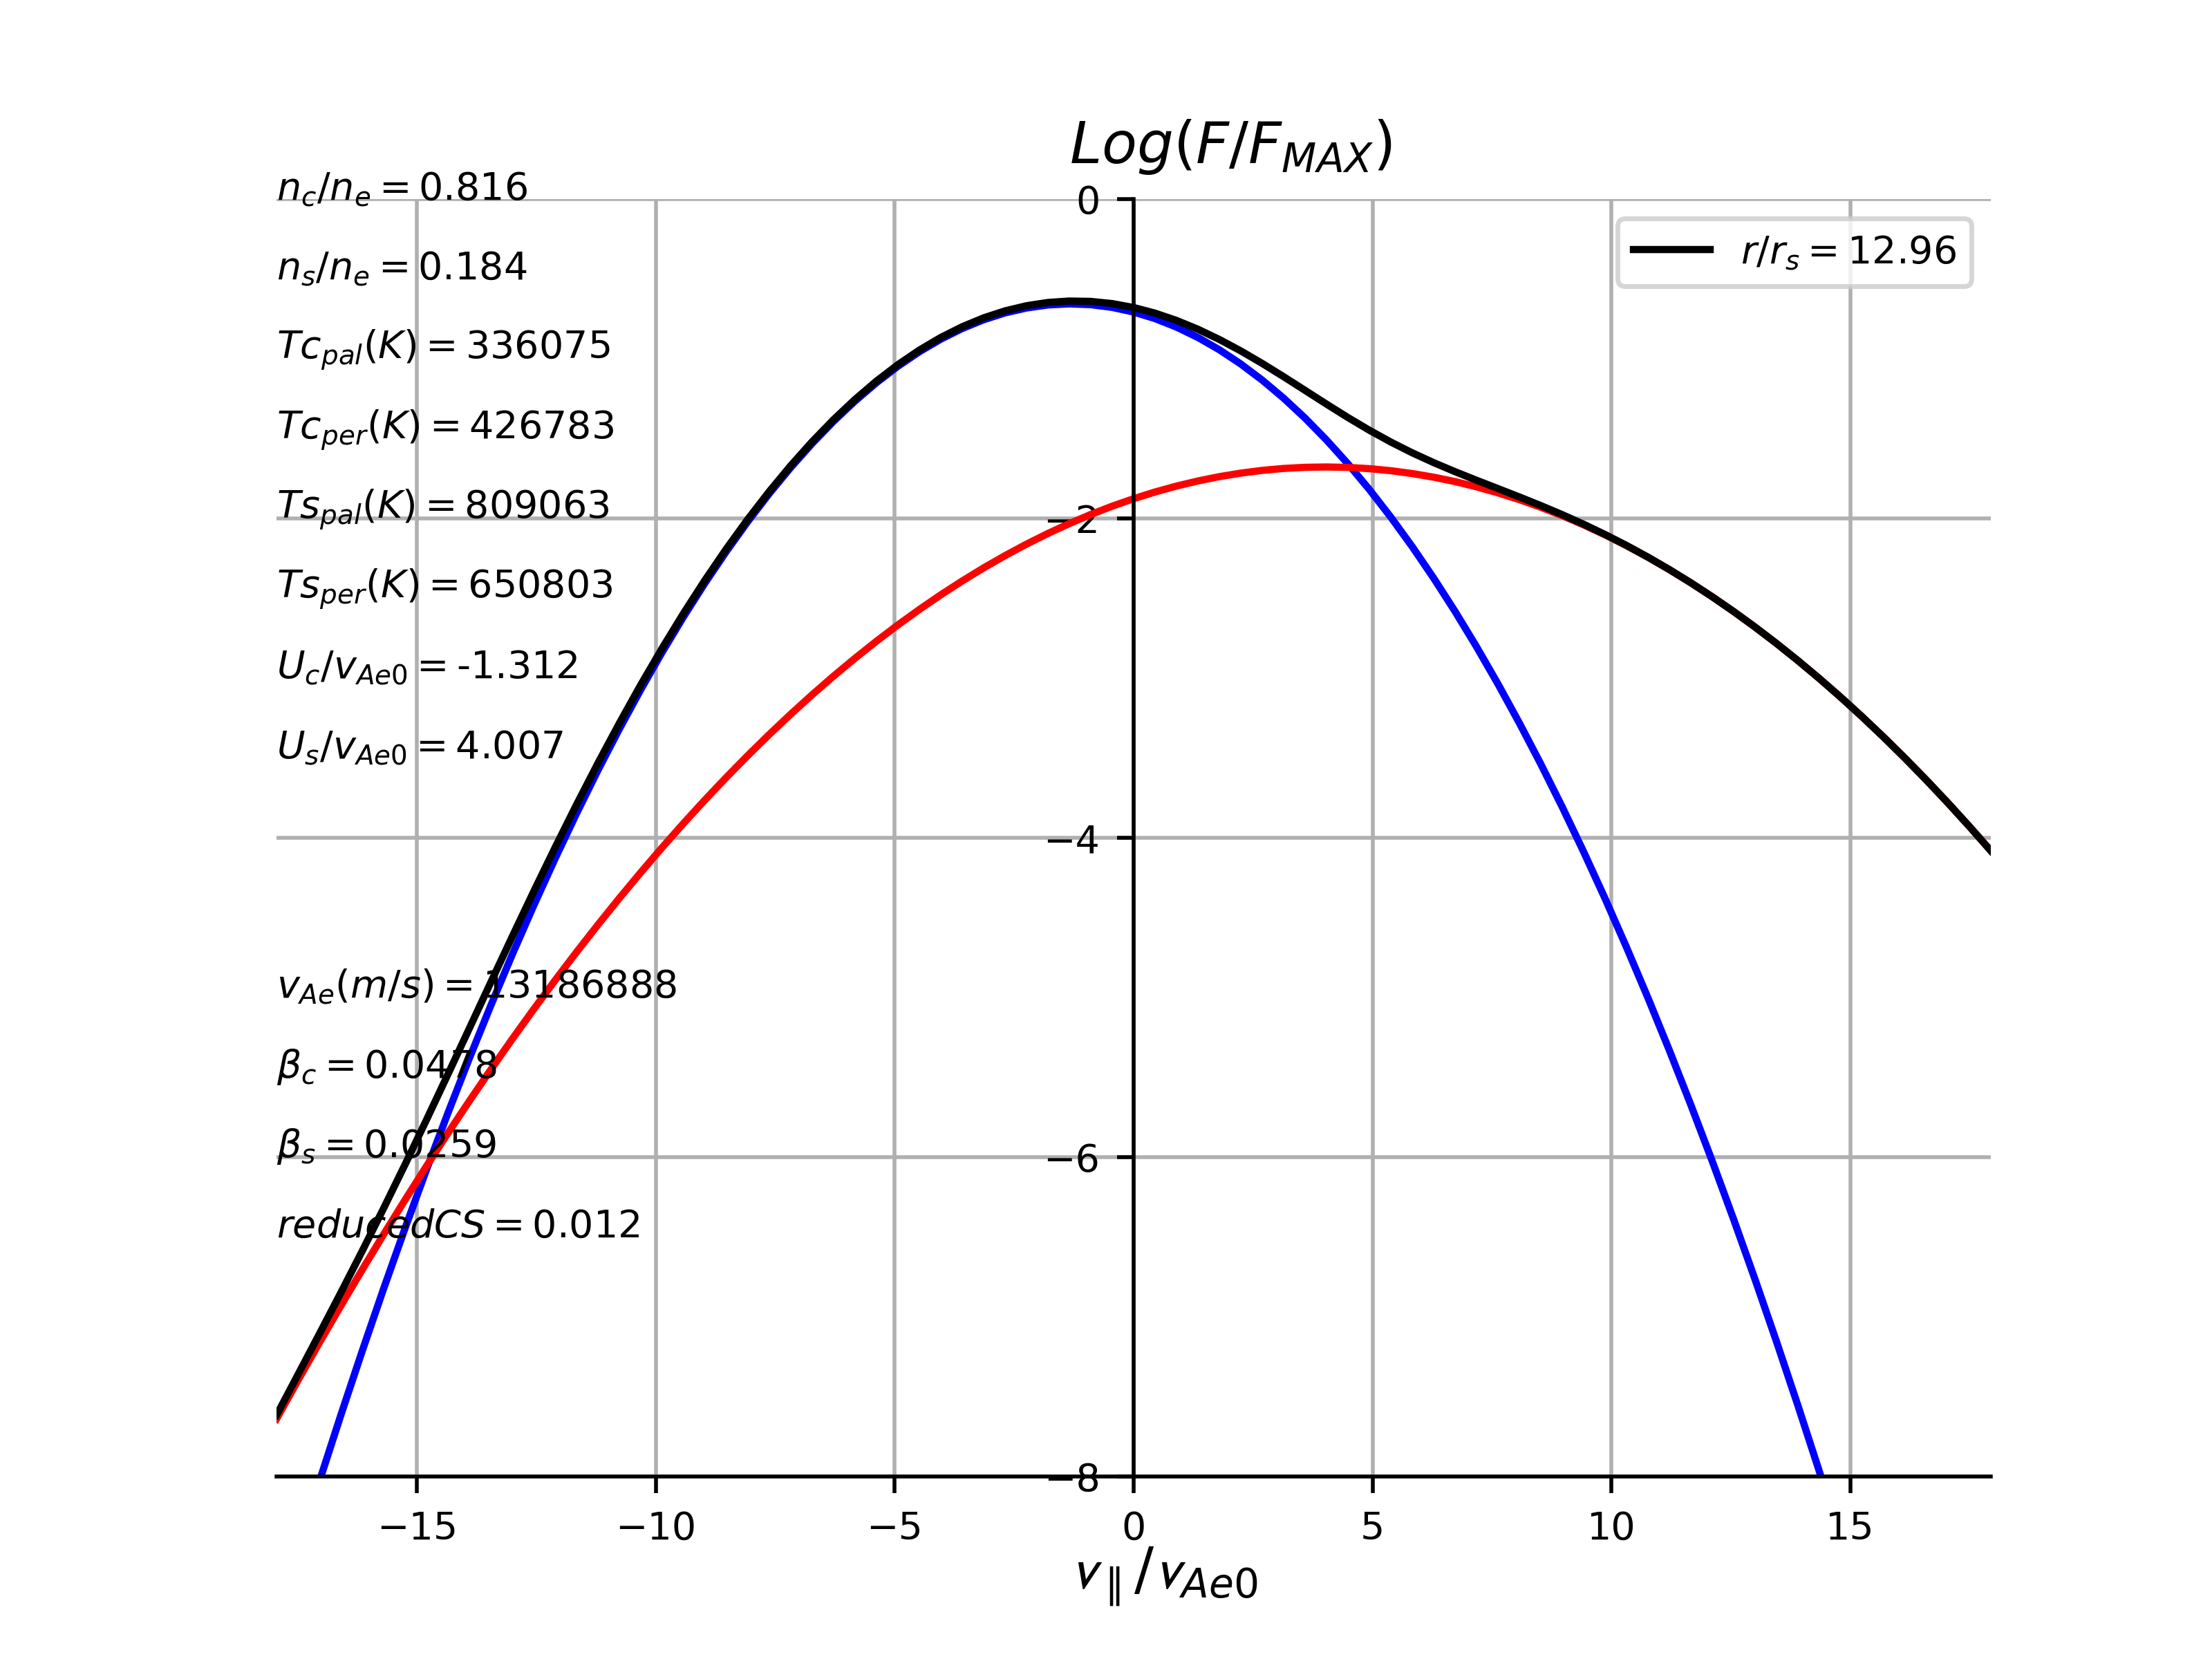 Log(F/F_MAX)
n_c/n_e = 0.816
n_s/n_e = 0.184
Tc_pal(K) = 336075
Tc_per(K) = 426783
Ts_pal(K) = 809063
Ts_per(K) = 650803
U_c/v_Ae0 = -1.312
U_s/v_Ae0 = 4.007
v_Ae(m/s) = 13186888
β_c = 0.0478
β_s = 0.0259
reducedCS = 0.012
r/r_s = 12.96
0
−2
−4
−6
−8
−15 −10 −5 0 5 10 15
v_∥/v_Ae0